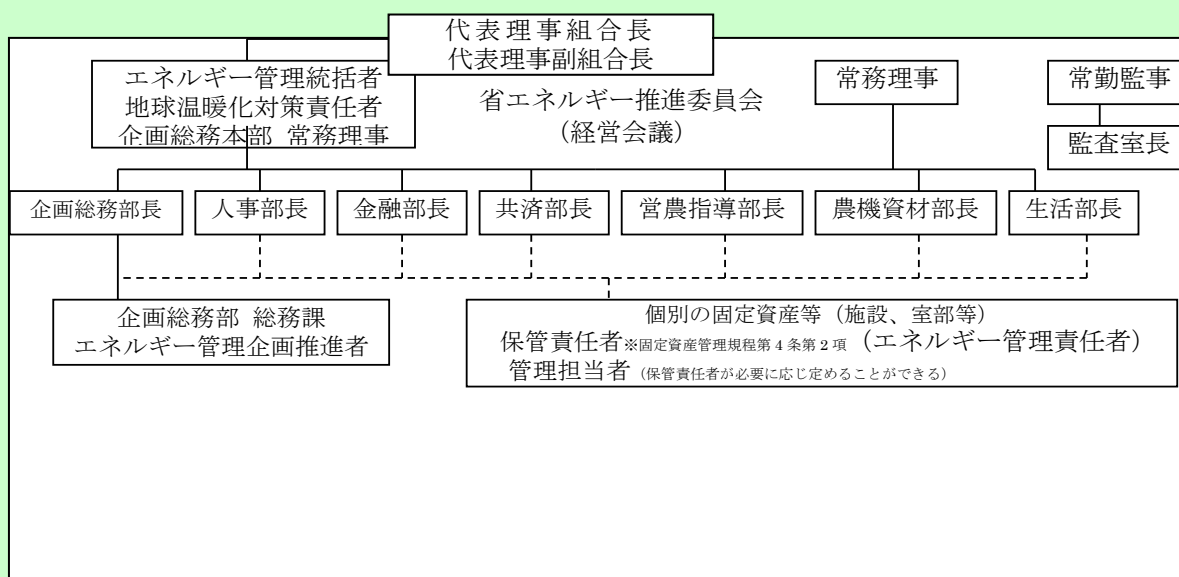 代表理事組合長
代表理事副組合長
エネルギー管理統括者
地球温暖化対策責任者
企画総務本部 常務理事
省エネルギー推進委員会
（経営会議）
常務理事
常勤監事
監査室長
企画総務部長
人事部長
金融部長
共済部長
営農指導部長
農機資材部長
生活部長
企画総務部 総務課
エネルギー管理企画推進者
個別の固定資産等（施設、室部等）
保管責任者※固定資産管理規程第4条第2項（エネルギー管理責任者）
管理担当者（保管責任者が必要に応じ定めることができる）